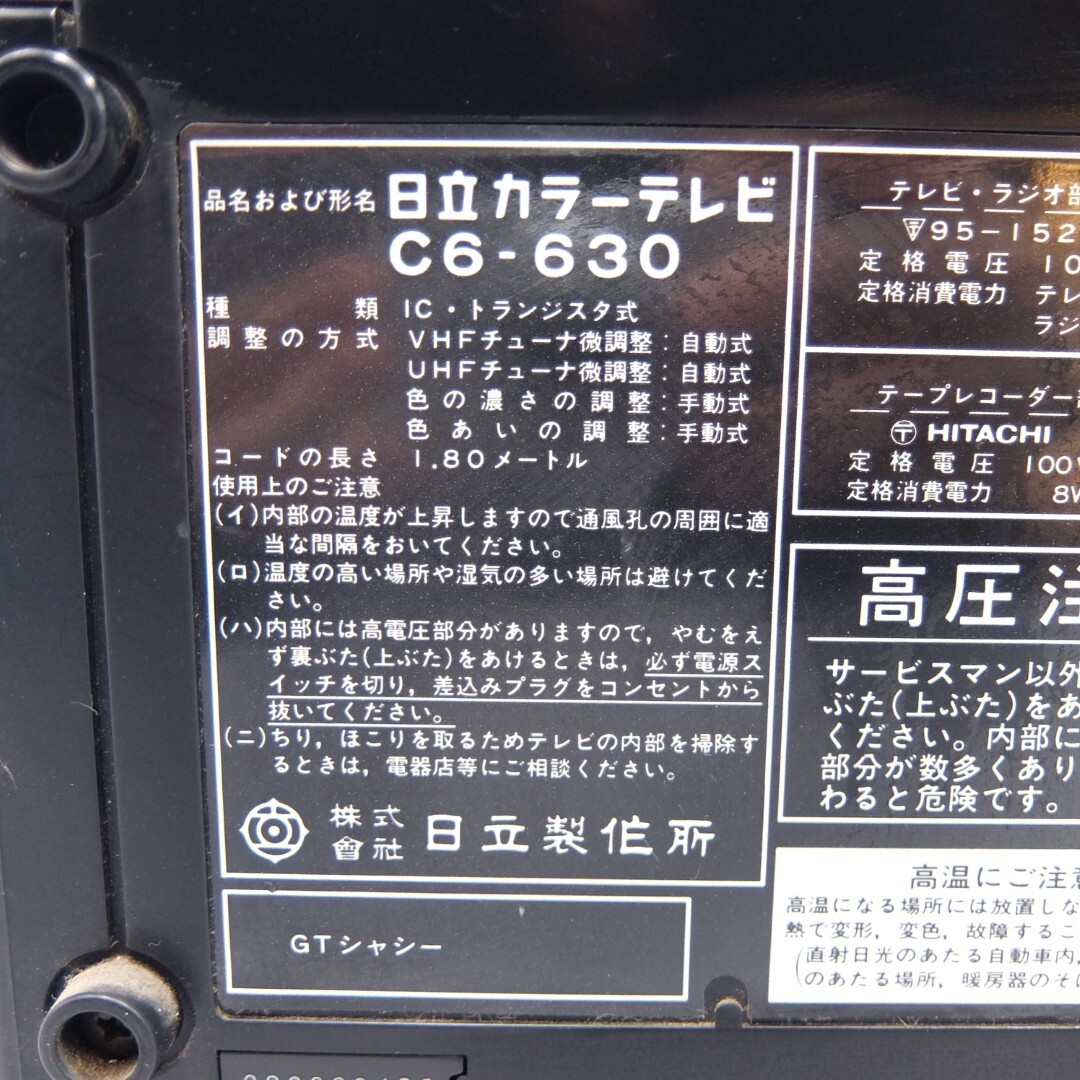 品名および形名 日立カラーテレビ
C6-630
種類 IC・トランジスタ式
調整の方式 VHFチューナ微調整:自動式
UHFチューナ微調整:自動式
色の濃さの調整:手動式
色あいの調整:手動式
コードの長さ 1.80メートル
使用上のご注意
(イ)内部の温度が上昇しますので通風孔の周囲に適
当な間隔をおいてください。
(ロ)温度の高い場所や湿気の多い場所は避けてくだ
さい。
(ハ)内部には高電圧部分がありますので,やむをえ
ず裏ぶた(上ぶた)をあけるときは,必ず電源ス
イッチを切り,差込みプラグをコンセントから
抜いてください。
(ニ)ちり,ほこりを取るためテレビの内部を掃除す
るときは,電器店等にご相談ください。
株式會社 日立製作所
GTシャシー
テレビ・ラジオ部
95-152
定格電圧 10
定格消費電力 テレ
ラジ
テープレコーダー
〒 HITACHI
定格電圧 100V
定格消費電力 8W
高圧注
サービスマン以外
ぶた(上ぶた)をあ
ください。内部に
部分が数多くあり
わると危険です。
高温にご注意
高温になる場所には放置しな
熱で変形,変色,故障するこ
(直射日光のあたる自動車内,
のあたる場所,暖房器のそば